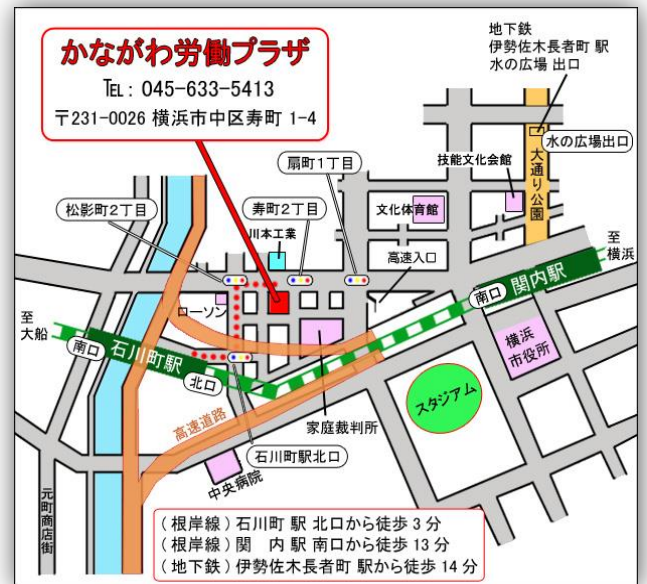 かながわ労働プラザ
TEL: 045-633-5413
〒231-0026 横浜市中区寿町 1-4
地下鉄
伊勢佐木長者町 駅
水の広場 出口
水の広場出口
大通り公園
技能文化会館
扇町1丁目
文化体育館
松影町2丁目
寿町2丁目
川本工業
高速入口
至
横浜
関内駅
南口
ローソン
至
大船
南口
石川町駅
北口
横浜
市役所
スタジアム
家庭裁判所
高速道路
石川町駅北口
中央病院
元町商店街
(根岸線) 石川町 駅 北口から徒歩 3 分
(根岸線) 関 内 駅 南口から徒歩 13 分
(地下鉄) 伊勢佐木長者町 駅から徒歩 14 分